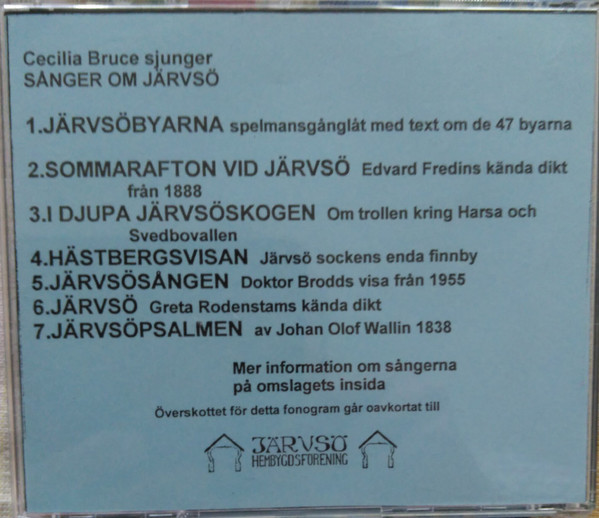 Cecilia Bruce sjunger
SÅNGER OM JÄRVSÖ
1.JÄRVSÖBYARNA spelmansgånglåt med text om de 47 byarna
2.SOMMARAFTON VID JÄRVSÖ Edvard Fredins kända dikt
från 1888
3.I DJUPA JÄRVSÖSKOGEN Om trollen kring Harsa och
Svedbovallen
4.HÄSTBERGSVISAN Järvsö sockens enda finnby
5.JÄRVSÖSÅNGEN Doktor Brodds visa från 1955
6.JÄRVSÖ Greta Rodenstams kända dikt
7.JÄRVSÖPSALMEN av Johan Olof Wallin 1838
Mer information om sångerna
på omslagets insida
Överskottet för detta fonogram går oavkortat till
JÄRVSÖ
HEMBYGDSFÖRENING